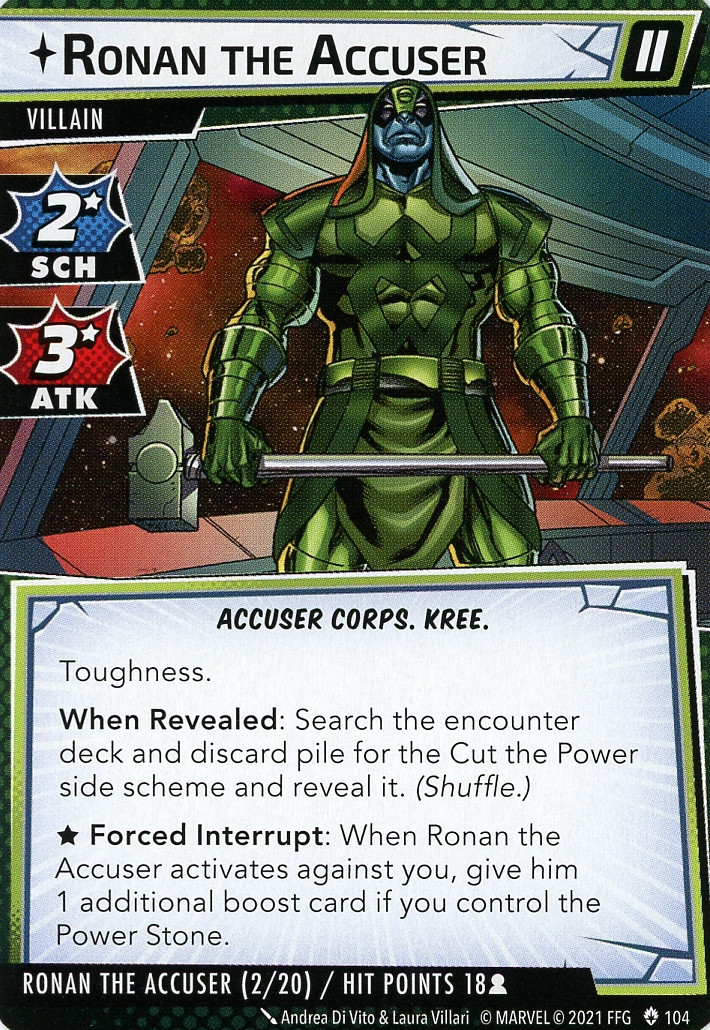 RONAN THE ACCUSER
II
VILLAIN
2
SCH
3
ATK
ACCUSER CORPS. KREE.
Toughness.
When Revealed: Search the encounter
deck and discard pile for the Cut the Power
side scheme and reveal it. (Shuffle.)
★ Forced Interrupt: When Ronan the
Accuser activates against you, give him
1 additional boost card if you control the
Power Stone.
RONAN THE ACCUSER (2/20) / HIT POINTS 18
Andrea Di Vito & Laura Villari © MARVEL © 2021 FFG 104